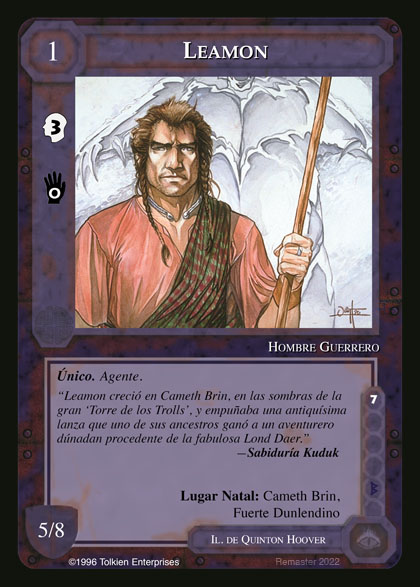 1
LEAMON
3
HOMBRE GUERRERO
Único. Agente.
“Leamon creció en Cameth Brin, en las sombras de la
gran ‘Torre de los Trolls’, y empuñaba una antiquísima
lanza que uno de sus ancestros ganó a un aventurero
dúnadan procedente de la fabulosa Lond Daer.”
–Sabiduría Kuduk
7
Lugar Natal: Cameth Brin,
Fuerte Dunlendino
5/8
IL. DE QUINTON HOOVER
©1996 Tolkien Enterprises
Remaster 2022